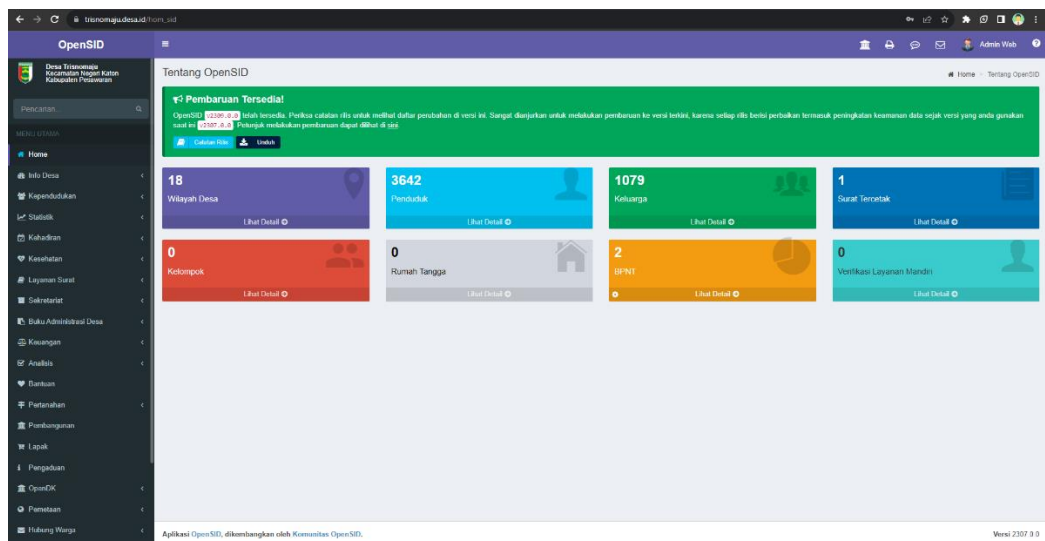 trisnomaju.desa.id/hom_sid
OpenSID
Admin Web
Desa Trisnomaju
Kecamatan Negeri Katon
Kabupaten Pesawaran
Tentang OpenSID
Home
Tentang OpenSID
Pencarian...
MENU UTAMA
Home
Info Desa
Kependudukan
Statistik
Kehadiran
Kesehatan
Layanan Surat
Sekretariat
Buku Administrasi Desa
Keuangan
Analisis
Bantuan
Pertanahan
Pembangunan
Lapak
Pengaduan
OpenDK
Pemetaan
Hubung Warga
Pembaruan Tersedia!
OpenSID v2309.0.0 telah tersedia. Periksa catatan rilis untuk melihat daftar perubahan di versi ini. Sangat dianjurkan untuk melakukan pembaruan ke versi terkini, karena setiap rilis berisi perbaikan termasuk peningkatan keamanan data sejak versi yang anda gunakan
saat ini v2307.0.0. Petunjuk melakukan pembaruan dapat dilihat di sini.
Catatan Rilis
Unduh
18
Wilayah Desa
Lihat Detail
3642
Penduduk
Lihat Detail
1079
Keluarga
Lihat Detail
1
Surat Tercetak
Lihat Detail
0
Kelompok
Lihat Detail
0
Rumah Tangga
Lihat Detail
2
BPNT
Lihat Detail
0
Verifikasi Layanan Mandiri
Lihat Detail
Aplikasi OpenSID, dikembangkan oleh Komunitas OpenSID.
Versi 2307.0.0